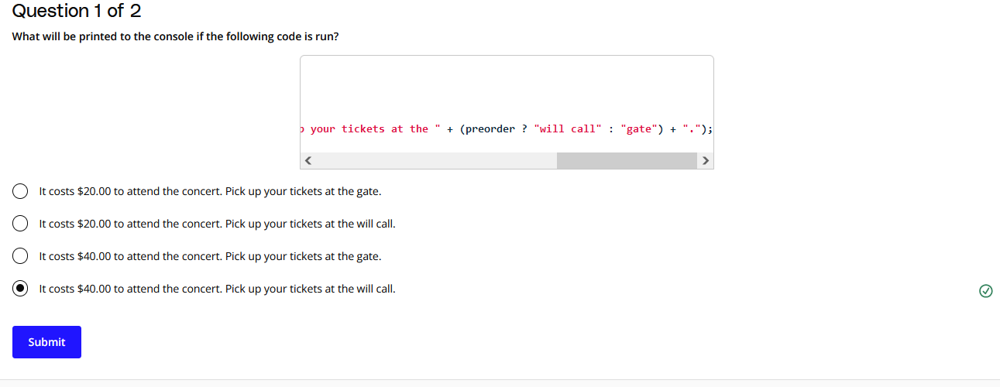 Question 1 of 2
What will be printed to the console if the following code is run?
your tickets at the " + (preorder ? "will call" : "gate") + ".");
It costs $20.00 to attend the concert. Pick up your tickets at the gate.
It costs $20.00 to attend the concert. Pick up your tickets at the will call.
It costs $40.00 to attend the concert. Pick up your tickets at the gate.
It costs $40.00 to attend the concert. Pick up your tickets at the will call.
Submit